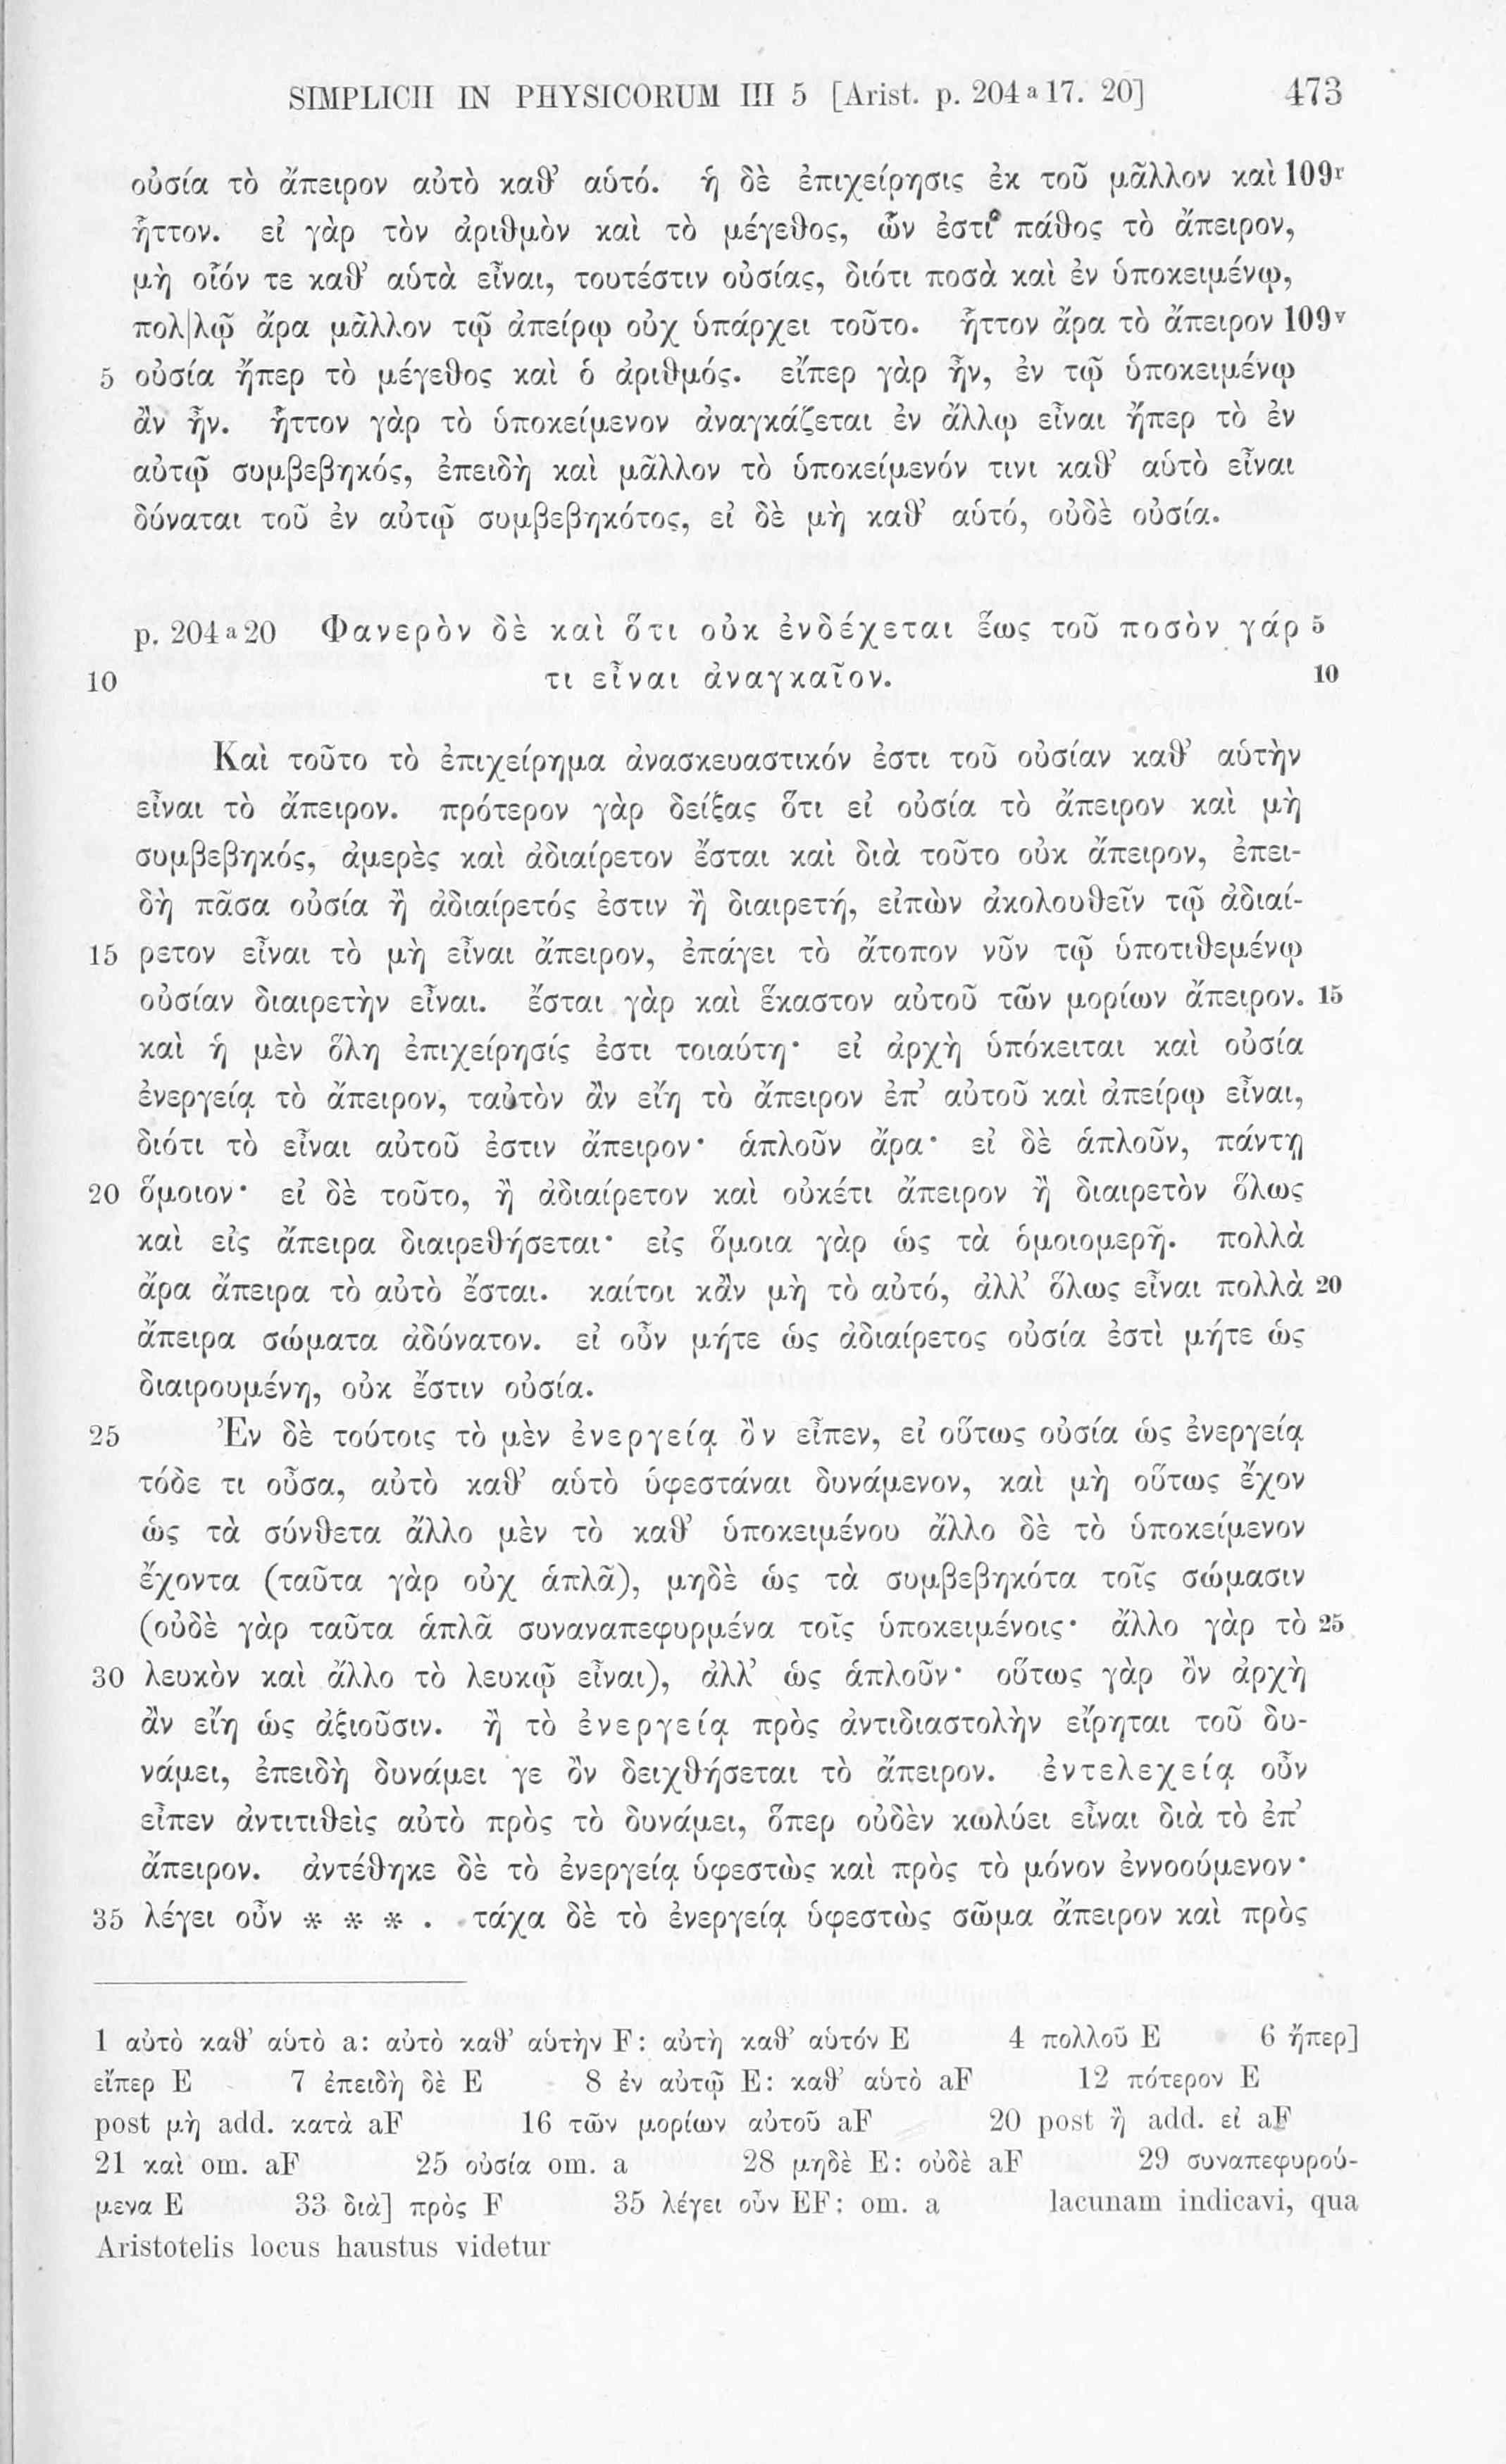 SIMPLICII IN PHYSICORUM III 5 [Arist. p. 204 a 17. 20] 473
οὐσία τὸ ἄπειρον αὐτὸ καθ’ αὑτό. ἡ δὲ ἐπιχείρησις ἐκ τοῦ μᾶλλον καὶ 109r
ἧττον. εἰ γὰρ τὸν ἀριθμὸν καὶ τὸ μέγεθος, ὧν ἐστι πάθος τὸ ἄπειρον,
μὴ οἷόν τε καθ’ αὑτὰ εἶναι, τουτέστιν οὐσίας, διότι ποσὰ καὶ ἐν ὑποκειμένῳ,
πολ|λῷ ἄρα μᾶλλον τῷ ἀπείρῳ οὐχ ὑπάρχει τοῦτο. ἧττον ἄρα τὸ ἄπειρον 109v
5 οὐσία ἤπερ τὸ μέγεθος καὶ ὁ ἀριθμός. εἴπερ γὰρ ἦν, ἐν τῷ ὑποκειμένῳ
ἂν ἦν. ἧττον γὰρ τὸ ὑποκείμενον ἀναγκάζεται ἐν ἄλλῳ εἶναι ἤπερ τὸ ἐν
αὐτῷ συμβεβηκός, ἐπειδὴ καὶ μᾶλλον τὸ ὑποκείμενόν τινι καθ’ αὑτὸ εἶναι
δύναται τοῦ ἐν αὐτῷ συμβεβηκότος, εἰ δὲ μὴ καθ’ αὑτό, οὐδὲ οὐσία.
p. 204 a 20 Φανερὸν δὲ καὶ ὅτι οὐκ ἐνδέχεται ἕως τοῦ ποσὸν γάρ 5
10 τι εἶναι ἀναγκαῖον. 10
Καὶ τοῦτο τὸ ἐπιχείρημα ἀνασκευαστικόν ἐστι τοῦ οὐσίαν καθ’ αὑτὴν
εἶναι τὸ ἄπειρον. πρότερον γὰρ δείξας ὅτι εἰ οὐσία τὸ ἄπειρον καὶ μὴ
συμβεβηκός, ἀμερὲς καὶ ἀδιαίρετον ἔσται καὶ διὰ τοῦτο οὐκ ἄπειρον, ἐπει-
δὴ πᾶσα οὐσία ἢ ἀδιαίρετός ἐστιν ἢ διαιρετή, εἰπὼν ἀκολουθεῖν τῷ ἀδιαί-
15 ρετον εἶναι τὸ μὴ εἶναι ἄπειρον, ἐπάγει τὸ ἄτοπον νῦν τῷ ὑποτιθεμένῳ
οὐσίαν διαιρετὴν εἶναι. ἔσται γὰρ καὶ ἕκαστον αὐτοῦ τῶν μορίων ἄπειρον. 15
καὶ ἡ μὲν ὅλη ἐπιχείρησίς ἐστι τοιαύτη· εἰ ἀρχὴ ὑπόκειται καὶ οὐσία
ἐνεργείᾳ τὸ ἄπειρον, ταὐτὸν ἂν εἴη τὸ ἄπειρον ἐπ’ αὐτοῦ καὶ ἀπείρῳ εἶναι,
διότι τὸ εἶναι αὐτοῦ ἐστιν ἄπειρον· ἁπλοῦν ἄρα· εἰ δὲ ἁπλοῦν, πάντῃ
20 ὅμοιον· εἰ δὲ τοῦτο, ἢ ἀδιαίρετον καὶ οὐκέτι ἄπειρον ἢ διαιρετὸν ὅλως
καὶ εἰς ἄπειρα διαιρεθήσεται· εἰς ὅμοια γὰρ ὡς τὰ ὁμοιομερῆ. πολλὰ
ἄρα ἄπειρα τὸ αὐτὸ ἔσται. καίτοι κἂν μὴ τὸ αὐτό, ἀλλ’ ὅλως εἶναι πολλὰ 20
ἄπειρα σώματα ἀδύνατον. εἰ οὖν μήτε ὡς ἀδιαίρετος οὐσία ἐστὶ μήτε ὡς
διαιρουμένη, οὐκ ἔστιν οὐσία.
25 Ἐν δὲ τούτοις τὸ μὲν ἐνεργείᾳ ὂν εἶπεν, εἰ οὕτως οὐσία ὡς ἐνεργείᾳ
τόδε τι οὖσα, αὐτὸ καθ’ αὑτὸ ὑφεστάναι δυνάμενον, καὶ μὴ οὕτως ἔχον
ὡς τὰ σύνθετα ἄλλο μὲν τὸ καθ’ ὑποκειμένου ἄλλο δὲ τὸ ὑποκείμενον
ἔχοντα (ταῦτα γὰρ οὐχ ἁπλᾶ), μηδὲ ὡς τὰ συμβεβηκότα τοῖς σώμασιν
(οὐδὲ γὰρ ταῦτα ἁπλᾶ συναναπεφυρμένα τοῖς ὑποκειμένοις· ἄλλο γὰρ τὸ 25
30 λευκὸν καὶ ἄλλο τὸ λευκῷ εἶναι), ἀλλ’ ὡς ἁπλοῦν· οὕτως γὰρ ὂν ἀρχὴ
ἂν εἴη ὡς ἀξιοῦσιν. ἢ τὸ ἐνεργείᾳ πρὸς ἀντιδιαστολὴν εἴρηται τοῦ δυ-
νάμει, ἐπειδὴ δυνάμει γε ὂν δειχθήσεται τὸ ἄπειρον. ἐντελεχείᾳ οὖν
εἶπεν ἀντιτιθεὶς αὐτὸ πρὸς τὸ δυνάμει, ὅπερ οὐδὲν κωλύει εἶναι διὰ τὸ ἐπ’
ἄπειρον. ἀντέθηκε δὲ τὸ ἐνεργείᾳ ὑφεστὼς καὶ πρὸς τὸ μόνον ἐννοούμενον·
35 λέγει οὖν * * * . τάχα δὲ τὸ ἐνεργείᾳ ὑφεστὼς σῶμα ἄπειρον καὶ πρὸς
1 αὐτὸ καθ’ αὑτὸ a: αὐτὸ καθ’ αὑτὴν F: αὐτὴ καθ’ αὑτόν E 4 πολλοῦ E 6 ἤπερ]
εἴπερ E 7 ἐπειδὴ δὲ E 8 ἐν αὐτῷ E: καθ’ αὑτὸ aF 12 πότερον E
post μὴ add. κατὰ aF 16 τῶν μορίων αὐτοῦ aF 20 post ἢ add. εἰ aF
21 καὶ om. aF 25 οὐσία om. a 28 μηδὲ E: οὐδὲ aF 29 συναπεφυρού-
μενα E 33 διὰ] πρὸς F 35 λέγει οὖν EF: om. a lacunam indicavi, qua
Aristotelis locus haustus videtur